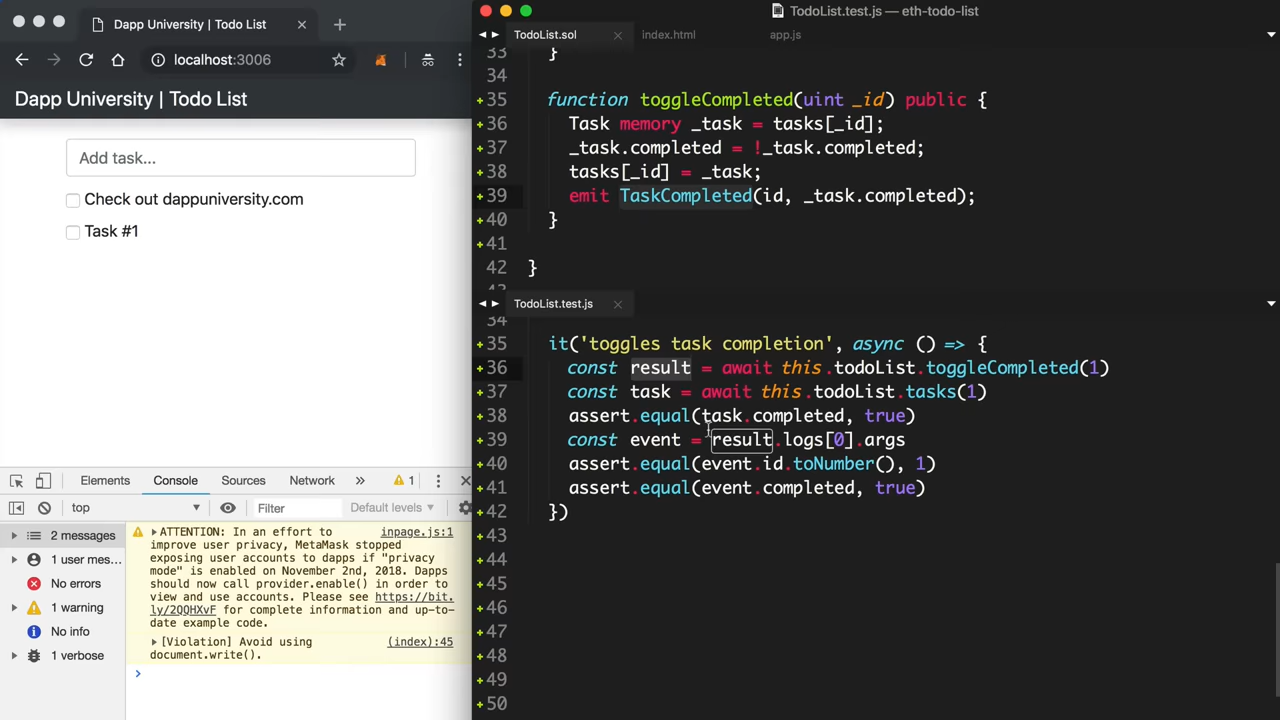 Dapp University | Todo List
localhost:3006
Dapp University | Todo List
Add task...
Check out dappuniversity.com
Task #1
Elements Console Sources Network » 1
top Filter Default levels
2 messages
1 user mes...
No errors
1 warning
No info
1 verbose
ATTENTION: In an effort to inpage.js:1
improve user privacy, MetaMask stopped
exposing user accounts to dapps if "privacy
mode" is enabled on November 2nd, 2018. Dapps
should now call provider.enable() in order to
view and use accounts. Please see https://bit.
ly/2QQHXvF for complete information and up-to-
date example code.
[Violation] Avoid using (index):45
document.write().
TodoList.test.js — eth-todo-list
TodoList.sol index.html app.js
33 }
34
35 function toggleCompleted(uint _id) public {
36 Task memory _task = tasks[_id];
37 _task.completed = !_task.completed;
38 tasks[_id] = _task;
39 emit TaskCompleted(id, _task.completed);
40 }
41
42 }
43
TodoList.test.js
34
35 it('toggles task completion', async () => {
36 const result = await this.todoList.toggleCompleted(1)
37 const task = await this.todoList.tasks(1)
38 assert.equal(task.completed, true)
39 const event = result.logs[0].args
40 assert.equal(event.id.toNumber(), 1)
41 assert.equal(event.completed, true)
42 })
43
44
45
46
47
48
49
50